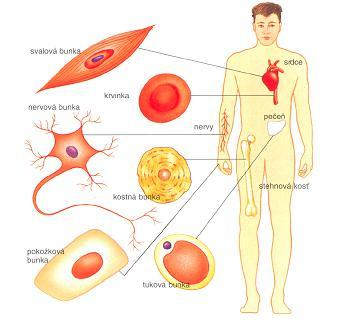 svalová bunka
srdce
krvinka
nervová bunka
pečeň
nervy
stehnová kosť
kostná bunka
pokožková
bunka
tuková bunka